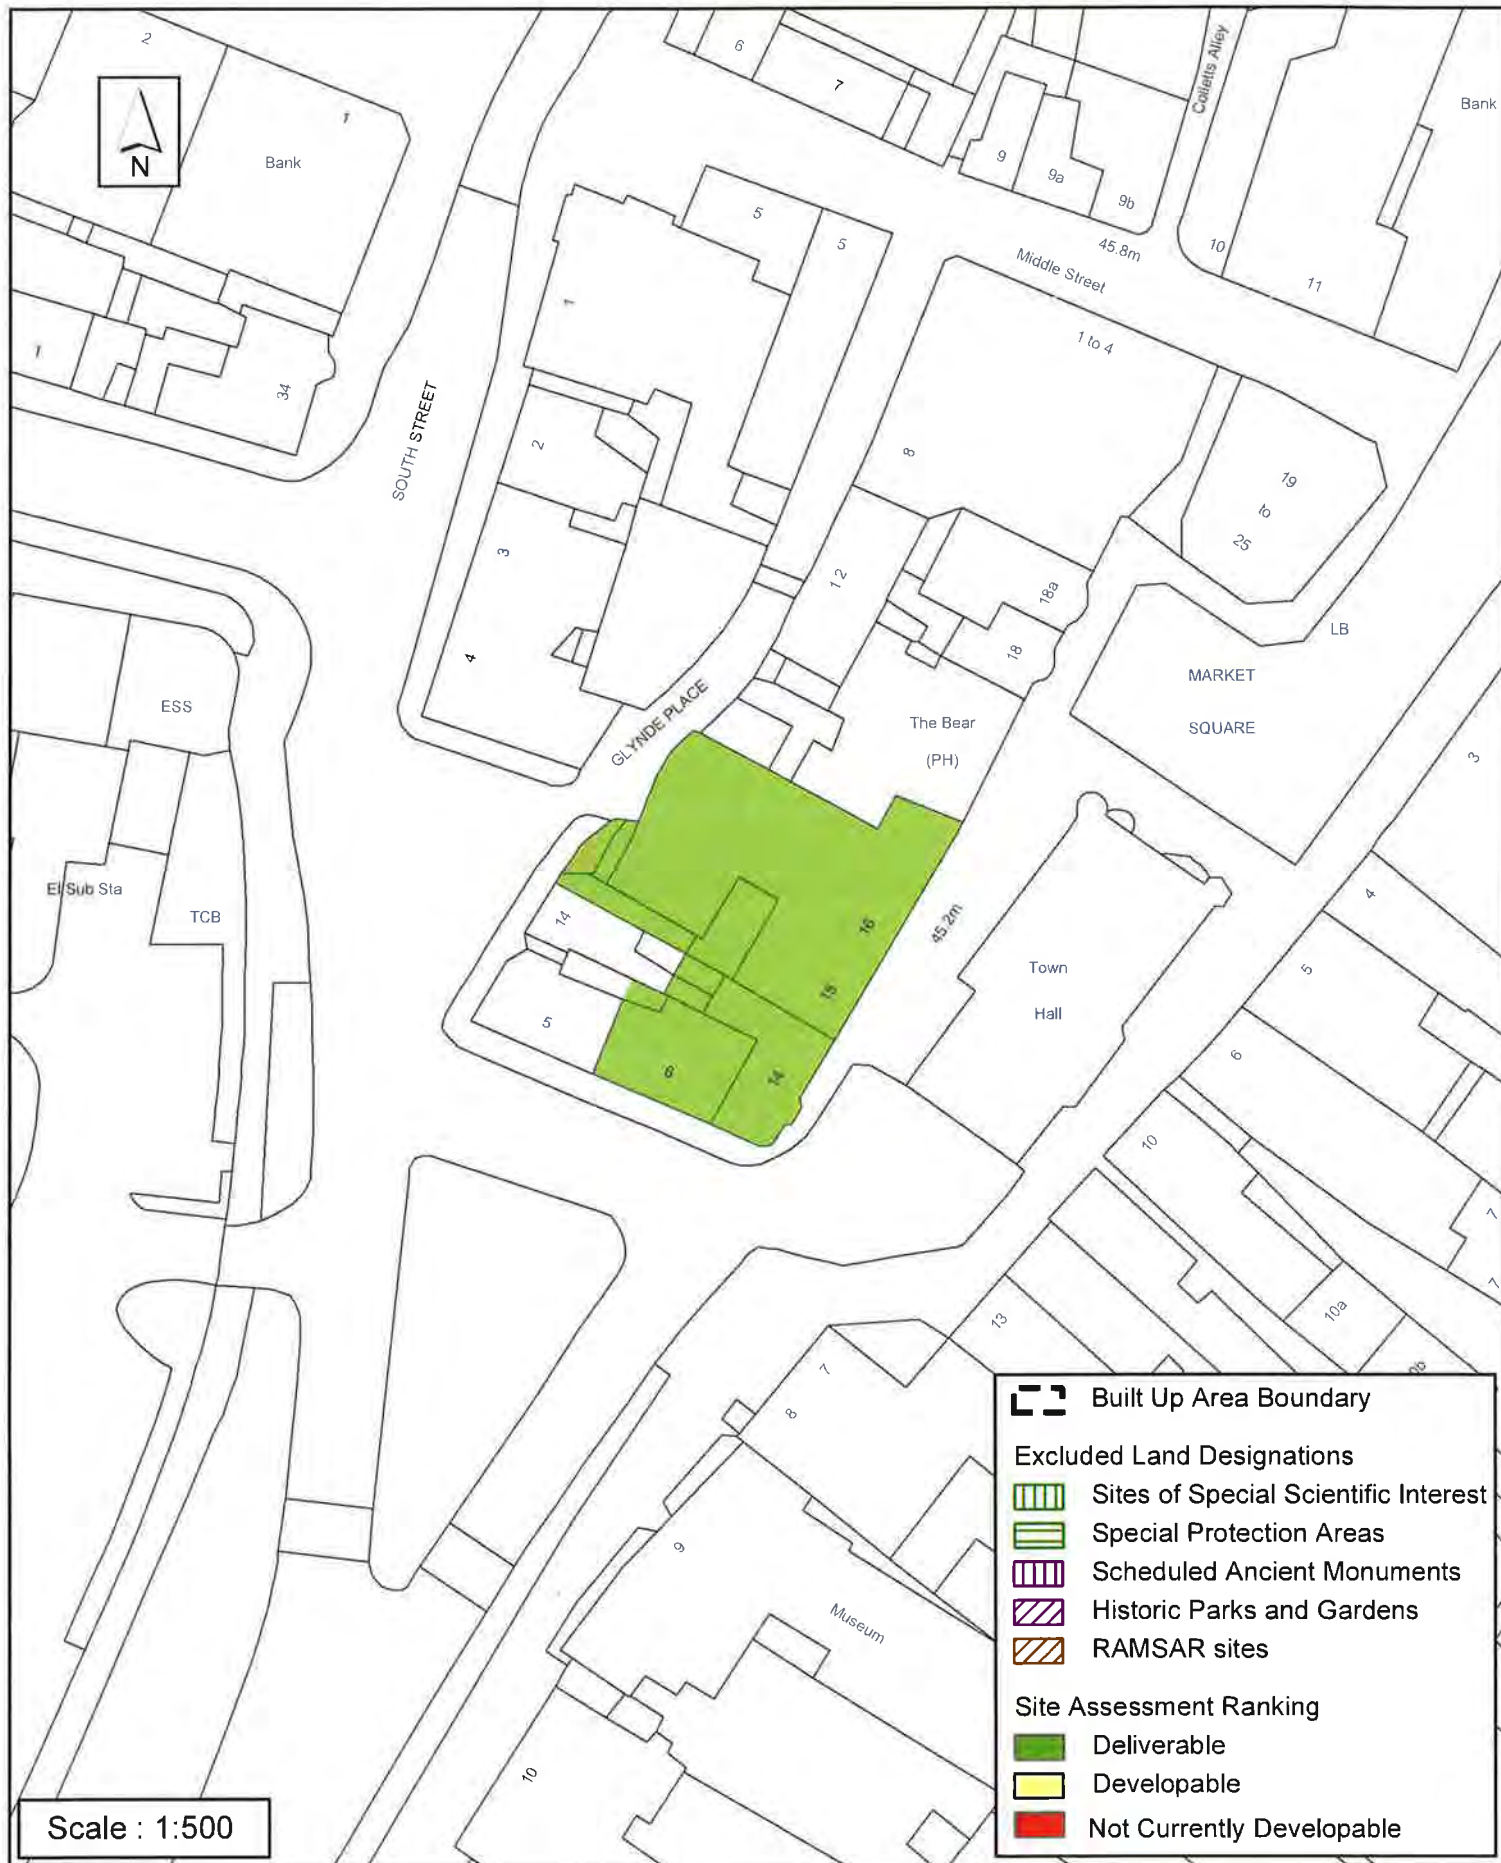 2
1
Bank
N
6
7
Colletts Alley
Bank
9
9a
9b
45.8m
10
11
Middle Street
5
5
1
1
34
SOUTH STREET
2
3
4
8
1 to 4
19
to
25
1 2
18a
18
LB
MARKET
SQUARE
ESS
GLYNDE PLACE
The Bear
(PH)
3
El Sub Sta
TCB
14
5
6
14
15
16
45.2m
Town
Hall
4
5
6
10
7
7
10a
13
7
8
9
Museum
10
Built Up Area Boundary
Excluded Land Designations
Sites of Special Scientific Interest
Special Protection Areas
Scheduled Ancient Monuments
Historic Parks and Gardens
RAMSAR sites
Site Assessment Ranking
Deliverable
Developable
Not Currently Developable
Scale : 1:500